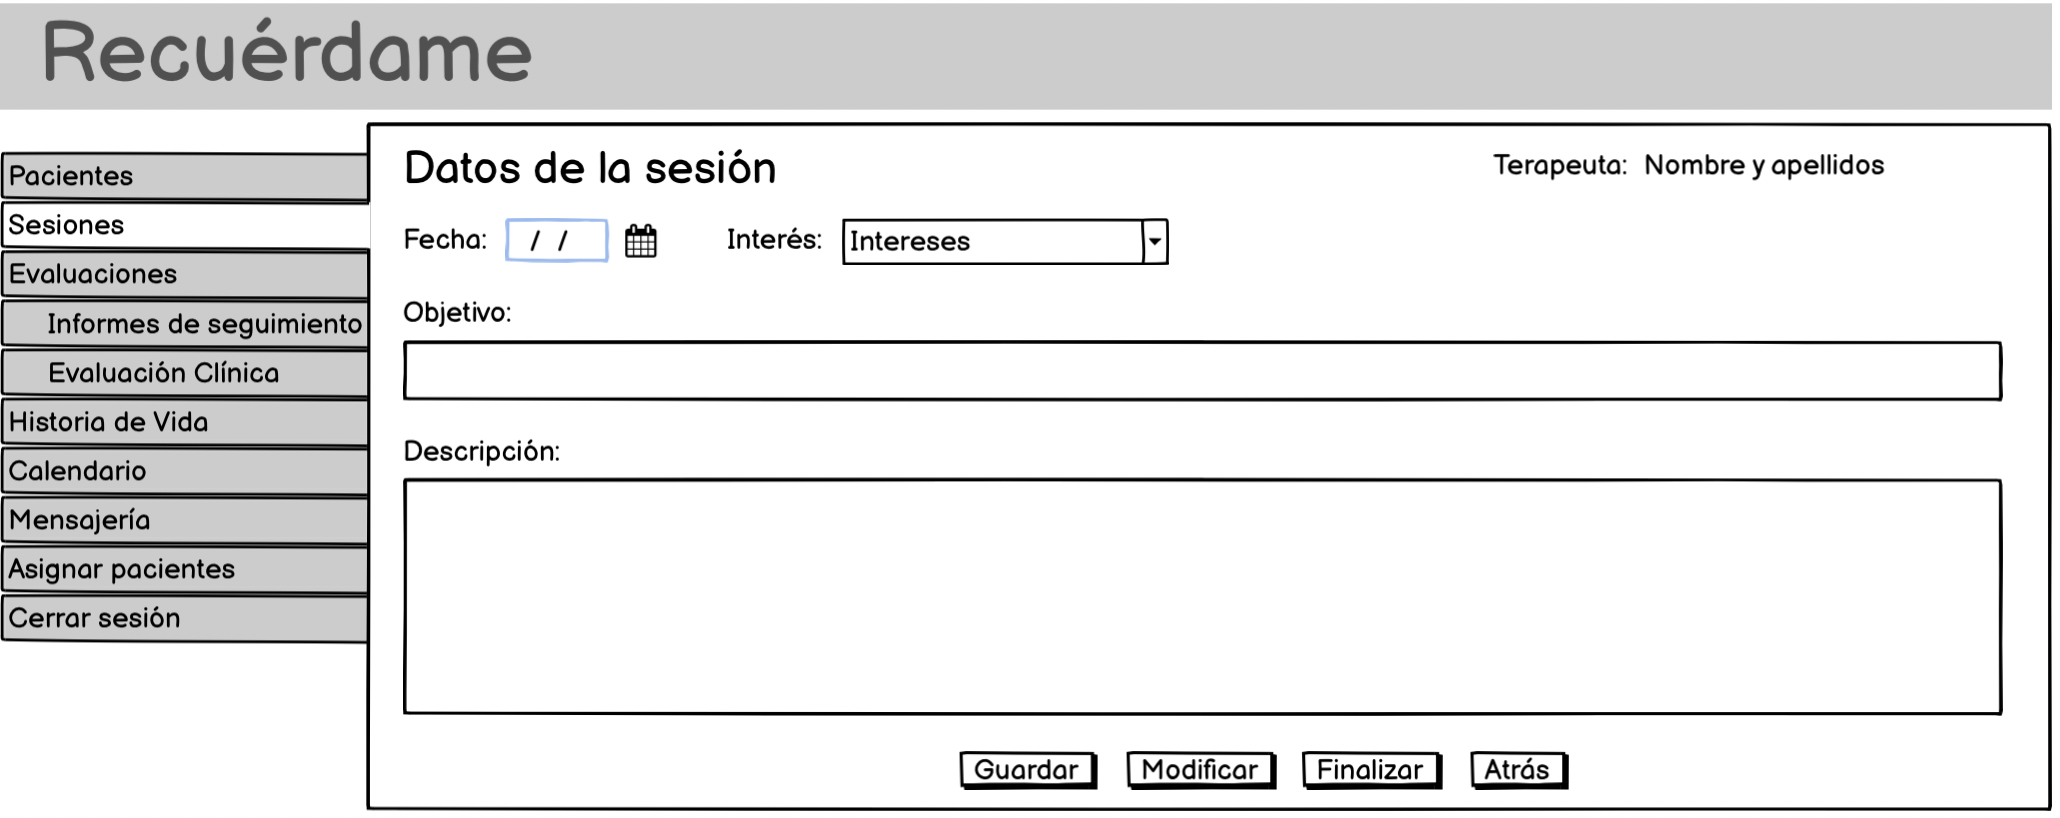 Recuérdame
Pacientes
Sesiones
Evaluaciones
Informes de seguimiento
Evaluación Clínica
Historia de Vida
Calendario
Mensajería
Asignar pacientes
Cerrar sesión
Datos de la sesión
Terapeuta: Nombre y apellidos
Fecha: / / Interés: Intereses
Objetivo:
Descripción:
Guardar Modificar Finalizar Atrás